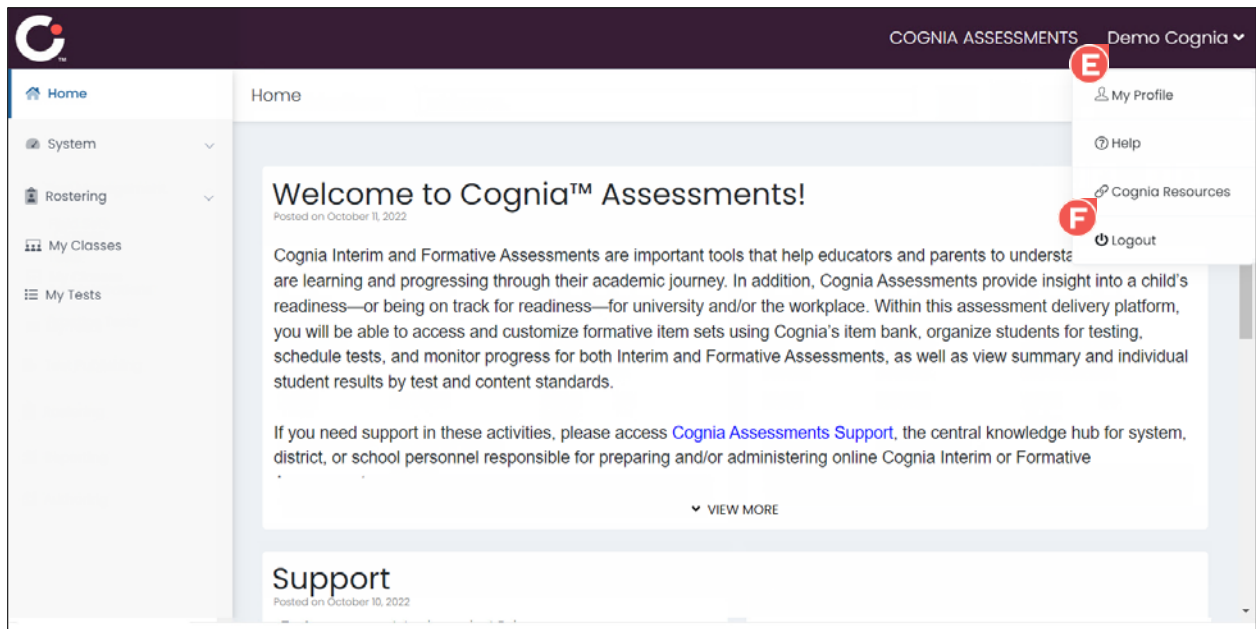 TM
COGNIA ASSESSMENTS
Demo Cognia
E
Home
Home
My Profile
System
Help
Rostering
Welcome to Cognia™ Assessments!
Cognia Resources
Posted on October 11, 2022
F
My Classes
Logout
Cognia Interim and Formative Assessments are important tools that help educators and parents to understa
are learning and progressing through their academic journey. In addition, Cognia Assessments provide insight into a child's
My Tests
readiness—or being on track for readiness—for university and/or the workplace. Within this assessment delivery platform,
you will be able to access and customize formative item sets using Cognia's item bank, organize students for testing,
schedule tests, and monitor progress for both Interim and Formative Assessments, as well as view summary and individual
student results by test and content standards.
If you need support in these activities, please access Cognia Assessments Support, the central knowledge hub for system,
district, or school personnel responsible for preparing and/or administering online Cognia Interim or Formative
VIEW MORE
Support
Posted on October 10, 2022